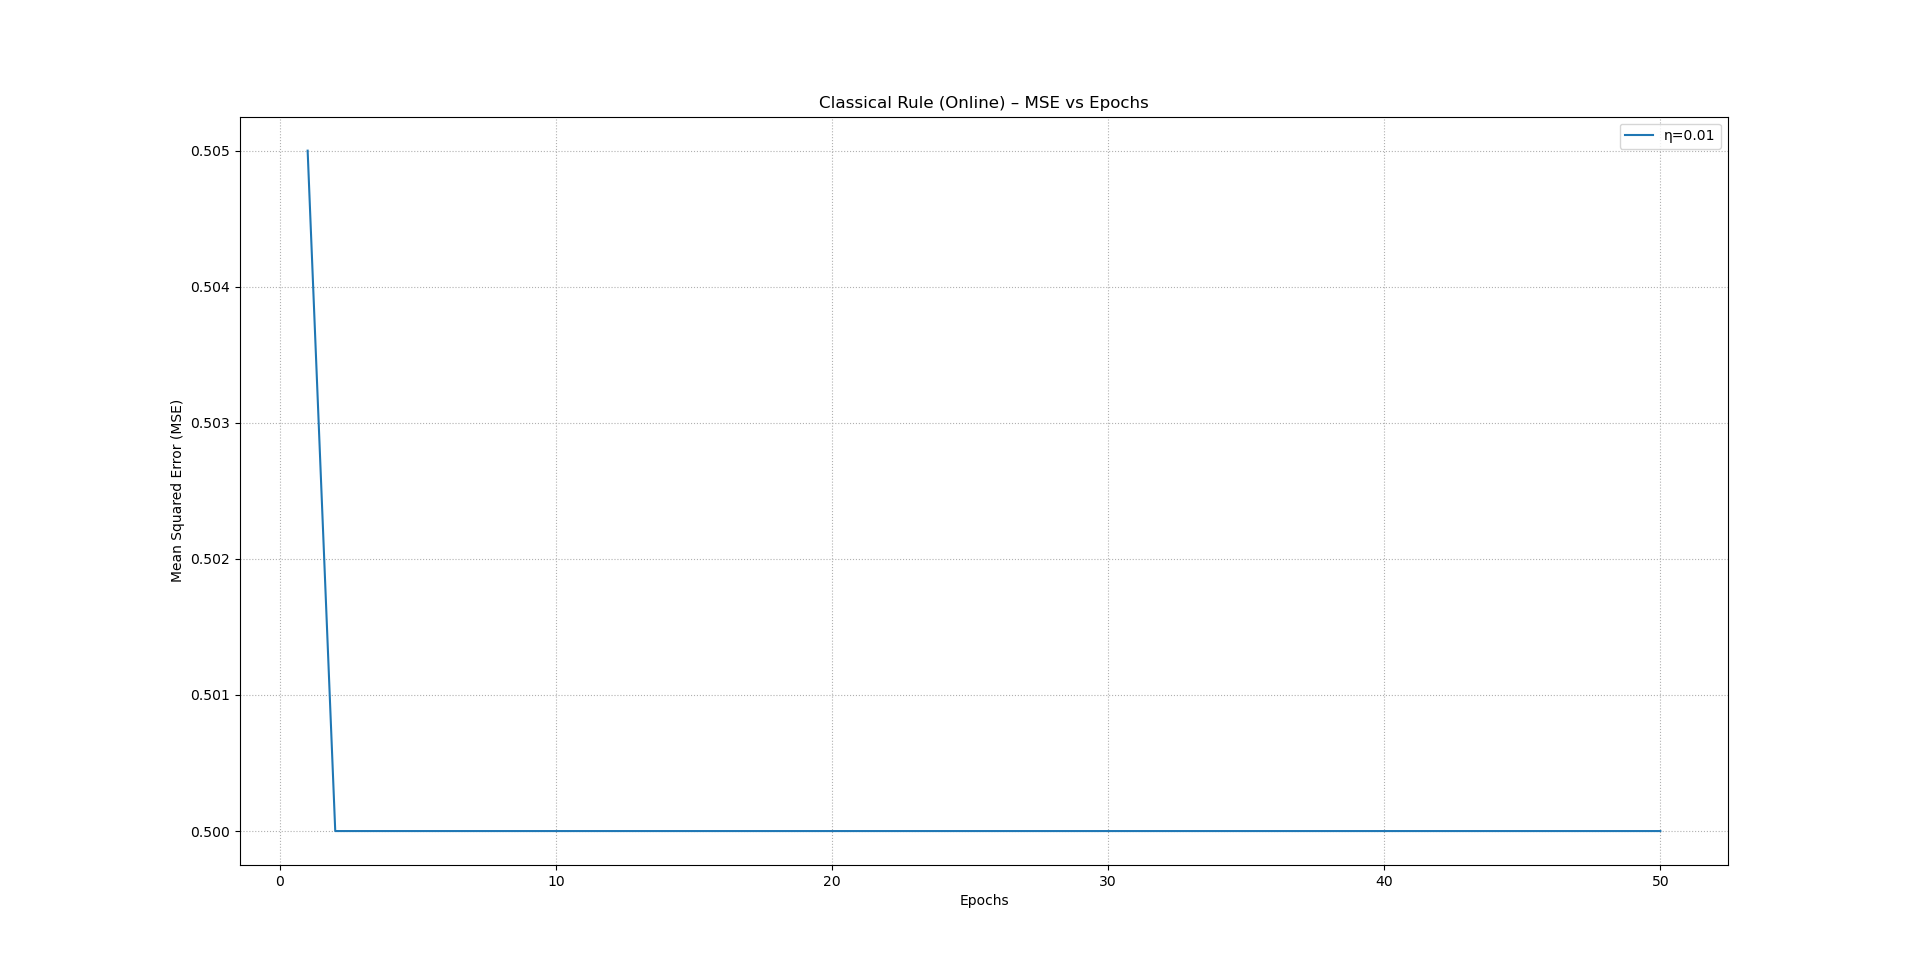 Classical Rule (Online) – MSE vs Epochs
η=0.01
Mean Squared Error (MSE)
0.505
0.504
0.503
0.502
0.501
0.500
0 10 20 30 40 50
Epochs